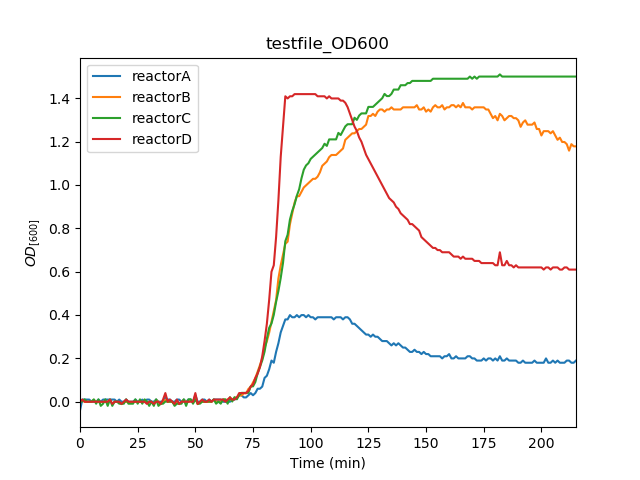 testfile_OD600
reactorA
reactorB
reactorC
reactorD
1.4
1.2
1.0
0.8
0.6
0.4
0.2
0.0
OD[600]
0 25 50 75 100 125 150 175 200
Time (min)